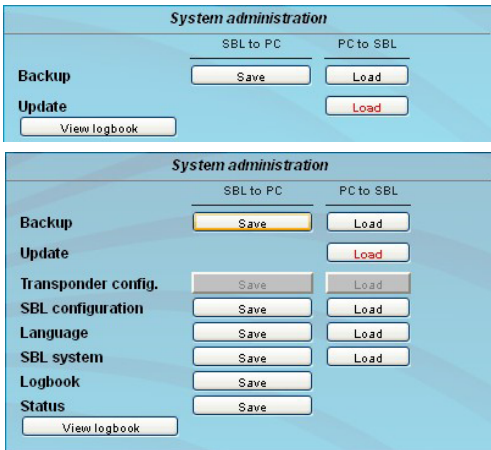 System administration
SBL to PC PC to SBL
Backup Save Load
Update Load
View logbook
System administration
SBL to PC PC to SBL
Backup Save Load
Update Load
Transponder config. Save Load
SBL configuration Save Load
Language Save Load
SBL system Save Load
Logbook Save
Status Save
View logbook